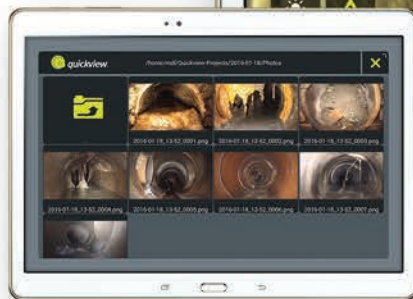 quickview
/home/mdl/Quickview-Projects/2016-01-18/Photos
2016-01-18_13-52_0001.png
2016-01-18_13-52_0002.png
2016-01-18_13-52_0003.png
2016-01-18_13-52_0004.png
2016-01-18_13-52_0005.png
2016-01-18_13-52_0006.png
2016-01-18_13-52_0007.png